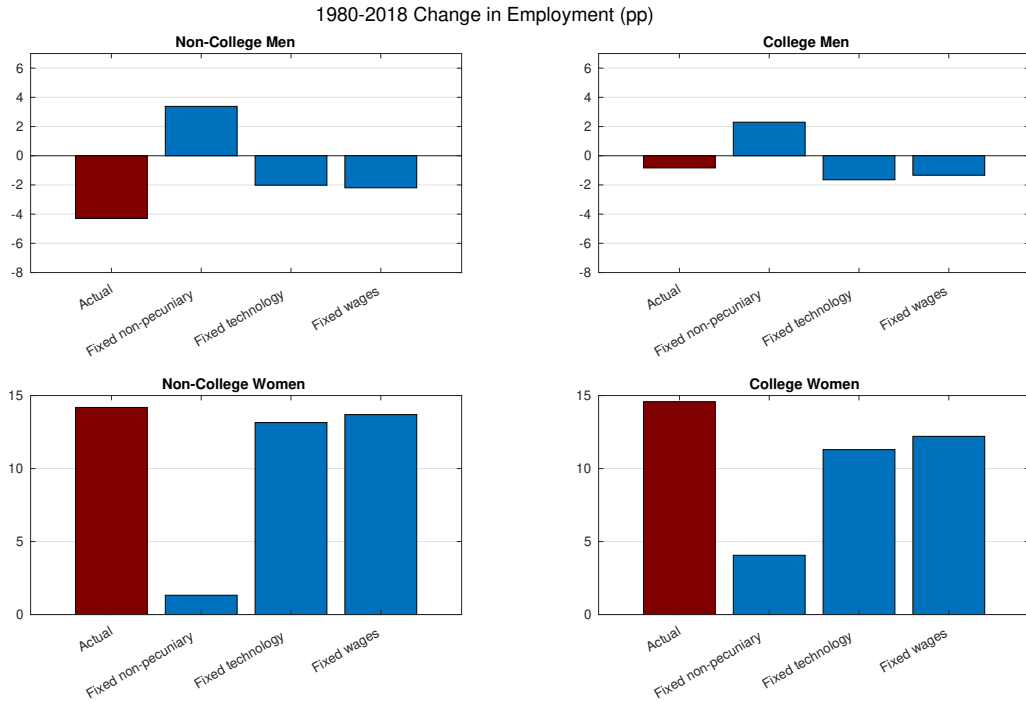 1980-2018 Change in Employment (pp)
Non-College Men
6
4
2
0
-2
-4
-6
-8
Actual
Fixed non-pecuniary
Fixed technology
Fixed wages
College Men
6
4
2
0
-2
-4
-6
-8
Actual
Fixed non-pecuniary
Fixed technology
Fixed wages
Non-College Women
15
10
5
0
Actual
Fixed non-pecuniary
Fixed technology
Fixed wages
College Women
15
10
5
0
Actual
Fixed non-pecuniary
Fixed technology
Fixed wages